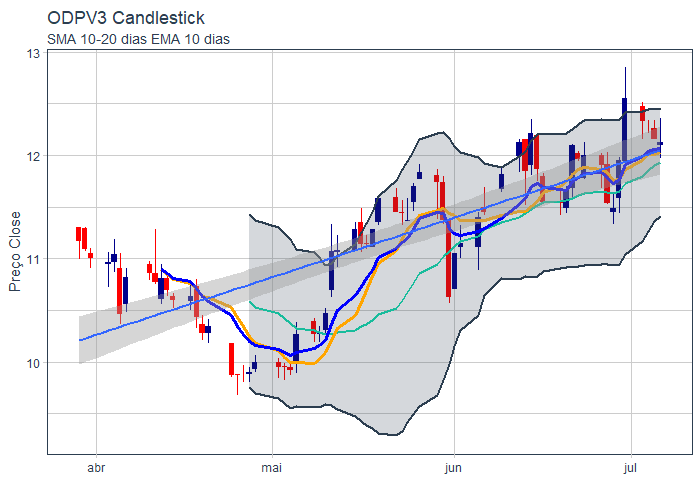 ODPV3 Candlestick
SMA 10-20 dias EMA 10 dias
Preço Close
13
12
11
10
abr
mai
jun
jul